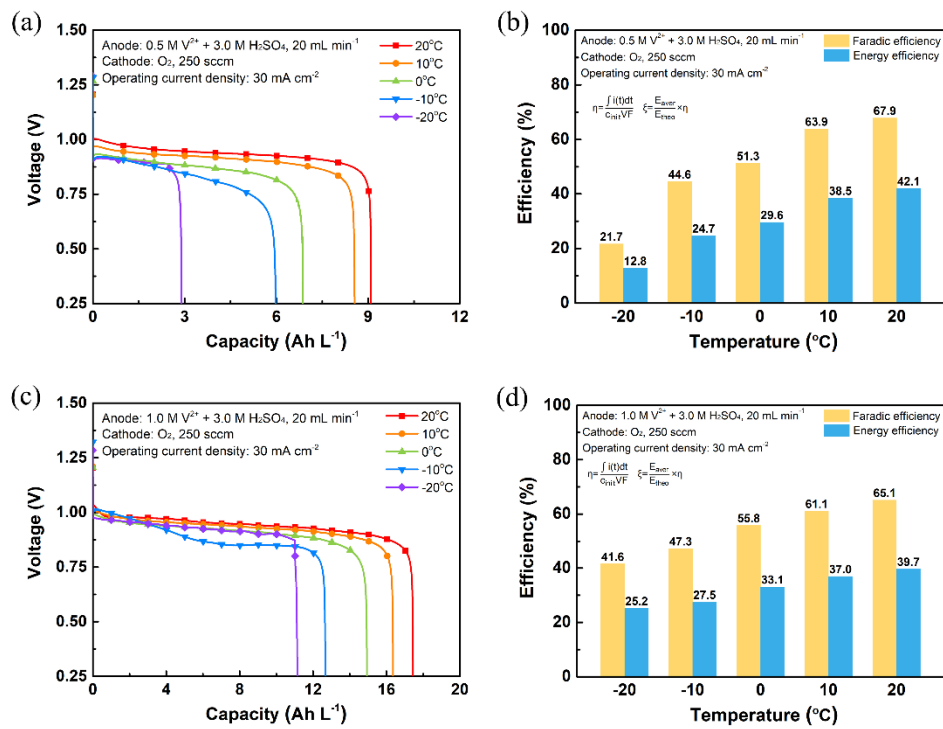 (a)
1.50
1.25
1.00
0.75
0.50
0.25
Voltage (V)
Anode: 0.5 M V²⁺ + 3.0 M H₂SO₄, 20 mL min⁻¹
Cathode: O₂, 250 sccm
Operating current density: 30 mA cm⁻²
20°C
10°C
0°C
-10°C
-20°C
0 3 6 9 12
Capacity (Ah L⁻¹)
(b)
100
80
60
40
20
0
Efficiency (%)
Anode: 0.5 M V²⁺ + 3.0 M H₂SO₄, 20 mL min⁻¹
Cathode: O₂, 250 sccm
Operating current density: 30 mA cm⁻²
Faradic efficiency
Energy efficiency
η=∫i(t)dt/c_init VF ξ=E_aver/E_theo×η
21.7 44.6 51.3 63.9 67.9
12.8 24.7 29.6 38.5 42.1
-20 -10 0 10 20
Temperature (°C)
(c)
1.50
1.25
1.00
0.75
0.50
0.25
Voltage (V)
Anode: 1.0 M V²⁺ + 3.0 M H₂SO₄, 20 mL min⁻¹
Cathode: O₂, 250 sccm
Operating current density: 30 mA cm⁻²
20°C
10°C
0°C
-10°C
-20°C
0 4 8 12 16 20
Capacity (Ah L⁻¹)
(d)
100
80
60
40
20
0
Efficiency (%)
Anode: 1.0 M V²⁺ + 3.0 M H₂SO₄, 20 mL min⁻¹
Cathode: O₂, 250 sccm
Operating current density: 30 mA cm⁻²
Faradic efficiency
Energy efficiency
η=∫i(t)dt/c_init VF ξ=E_aver/E_theo×η
41.6 47.3 55.8 61.1 65.1
25.2 27.5 33.1 37.0 39.7
-20 -10 0 10 20
Temperature (°C)